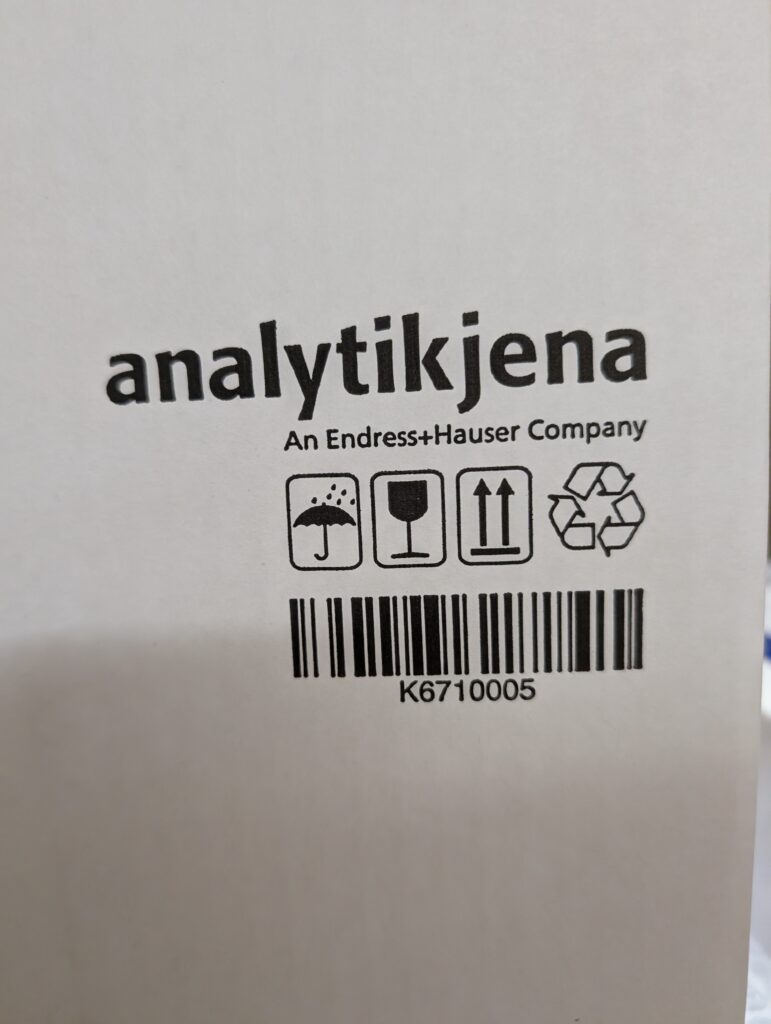 analytikjena
An Endress+Hauser Company
K6710005